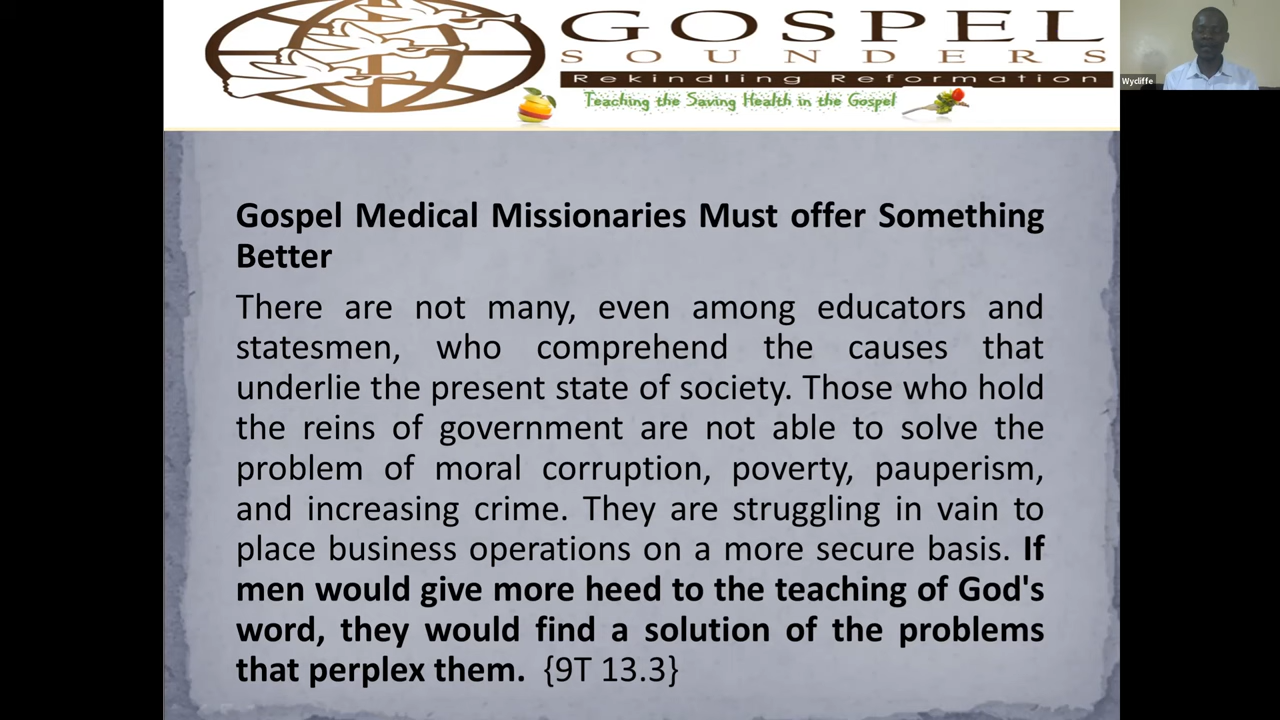 GOSPEL
SOUNDERS
Rekindling Reformation
Teaching the Saving Health in the Gospel
Wycliffe
Gospel Medical Missionaries Must offer Something
Better
There are not many, even among educators and
statesmen, who comprehend the causes that
underlie the present state of society. Those who hold
the reins of government are not able to solve the
problem of moral corruption, poverty, pauperism,
and increasing crime. They are struggling in vain to
place business operations on a more secure basis. If
men would give more heed to the teaching of God's
word, they would find a solution of the problems
that perplex them. {9T 13.3}